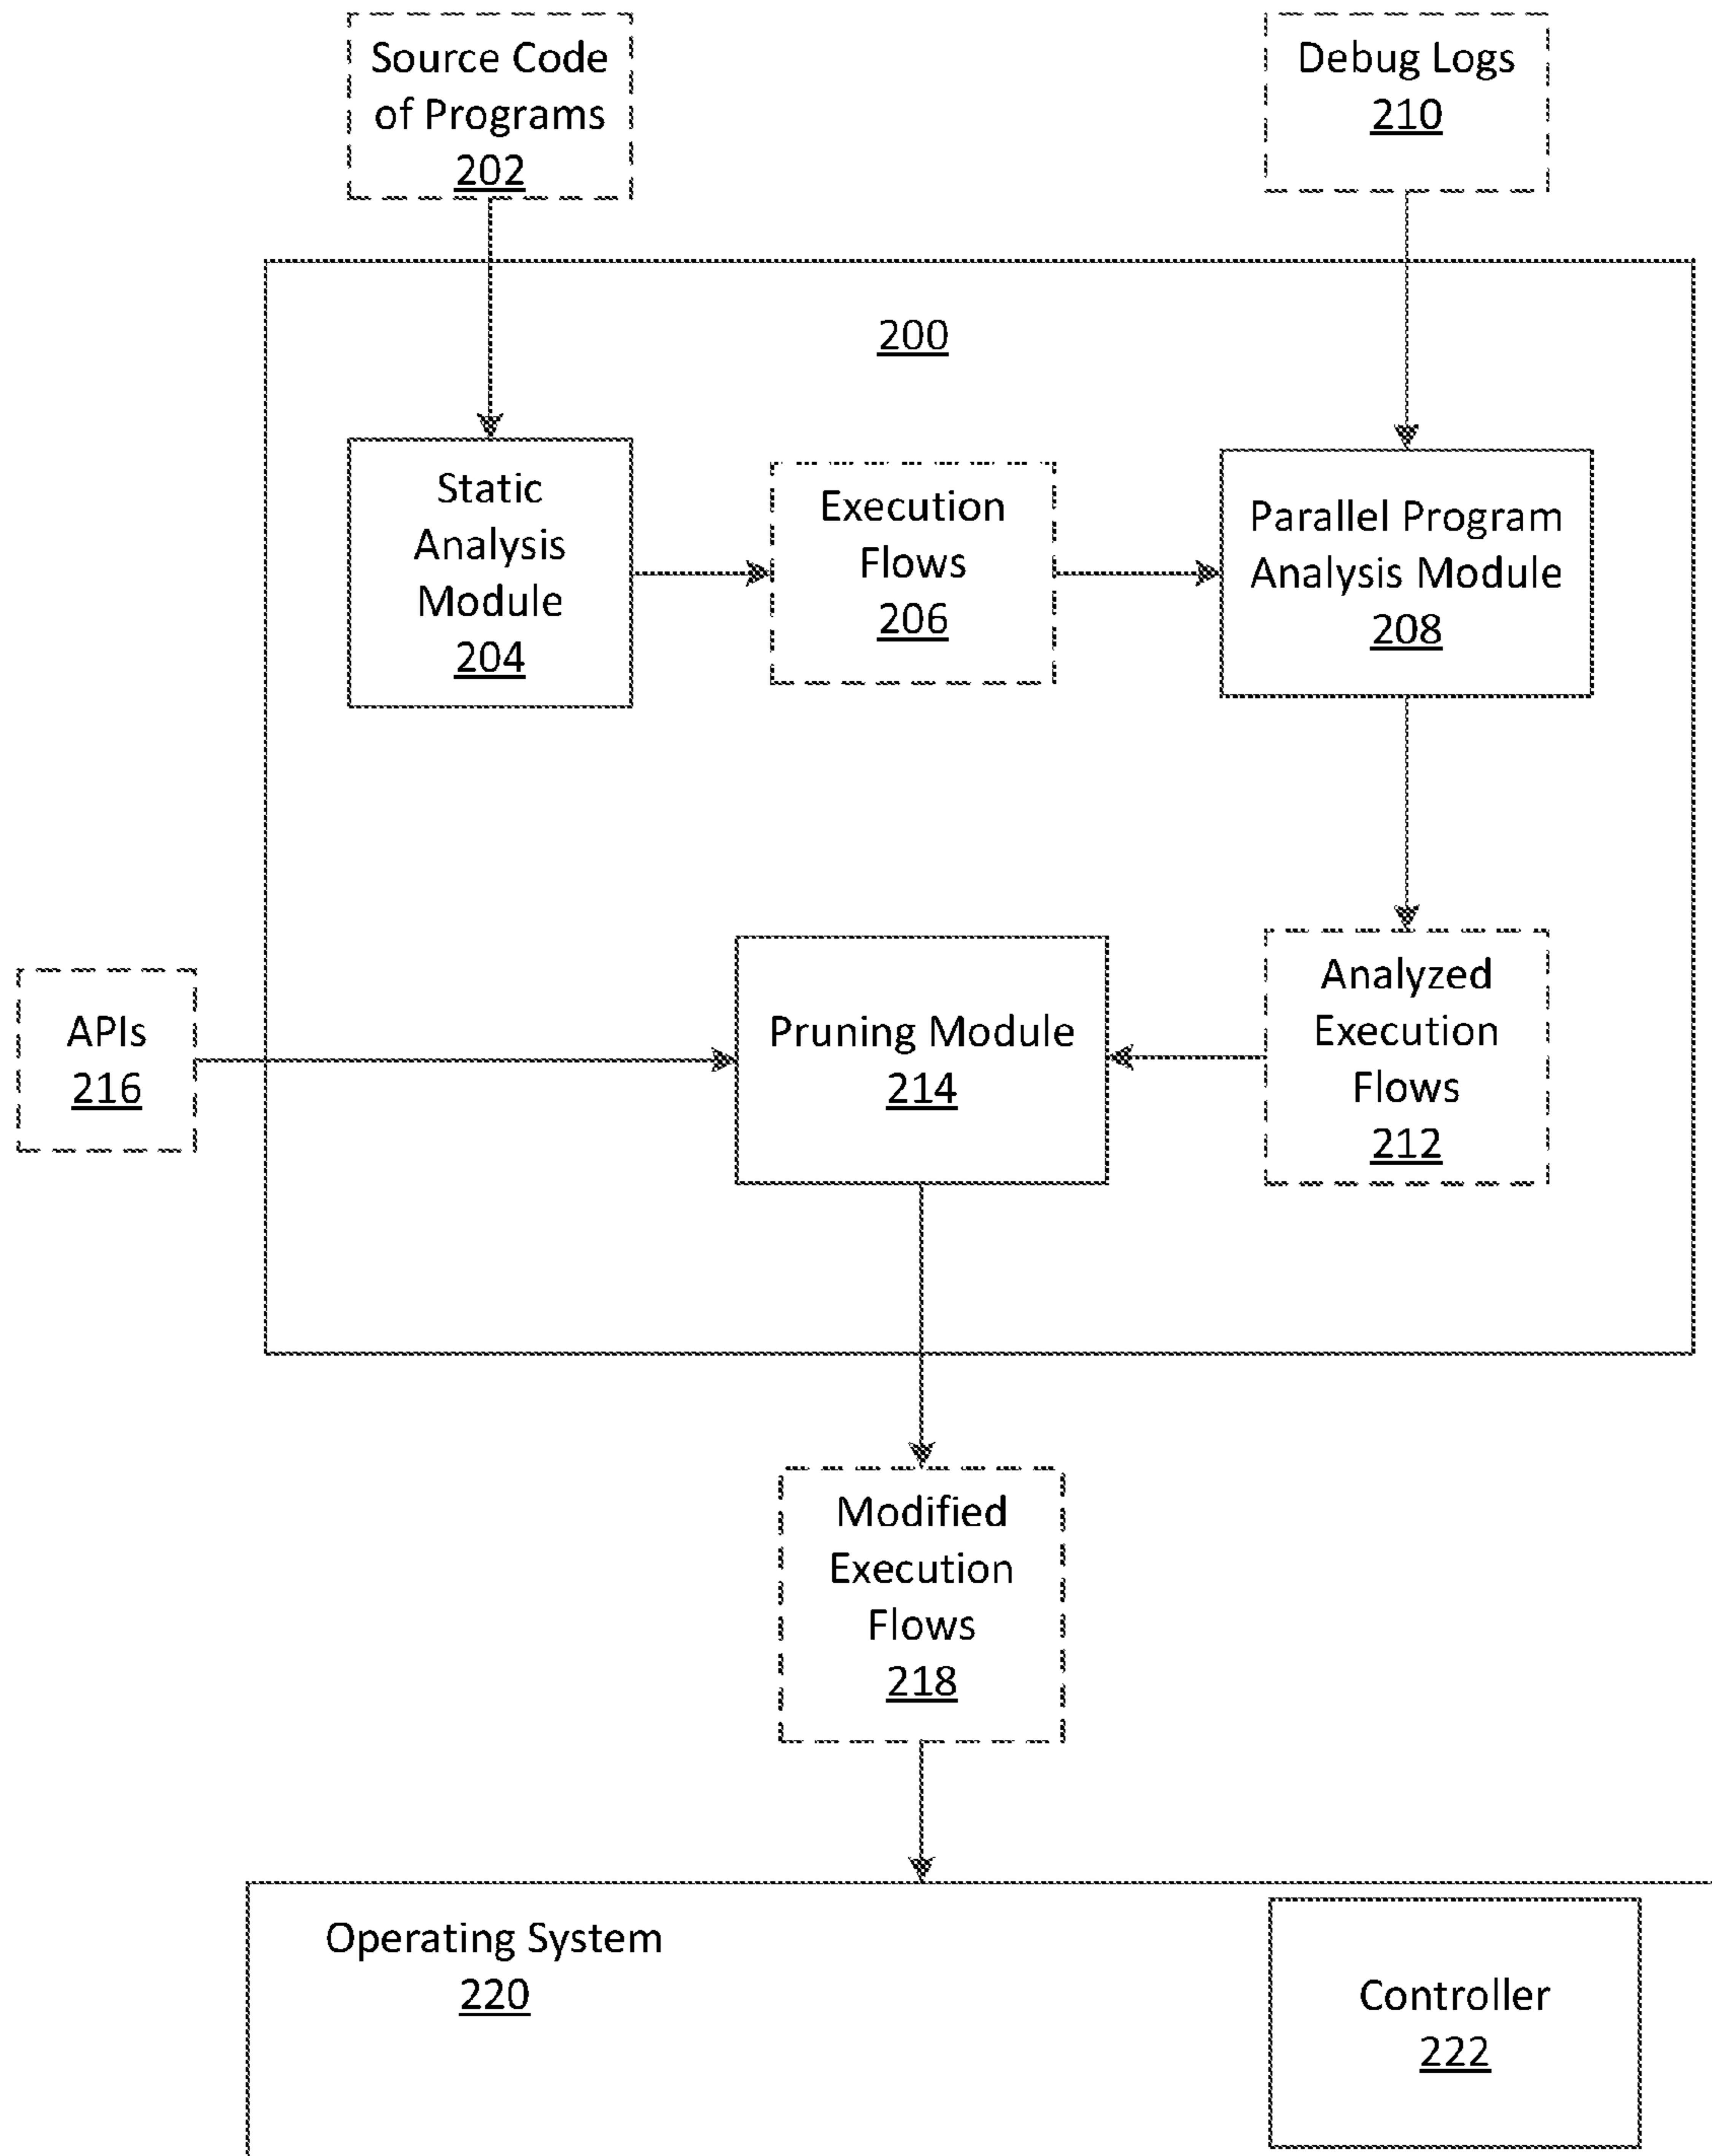 Source Code
of Programs
202
Debug Logs
210
200
Static
Analysis
Module
204
Execution
Flows
206
Parallel Program
Analysis Module
208
APIs
216
Pruning Module
214
Analyzed
Execution
Flows
212
Modified
Execution
Flows
218
Operating System
220
Controller
222